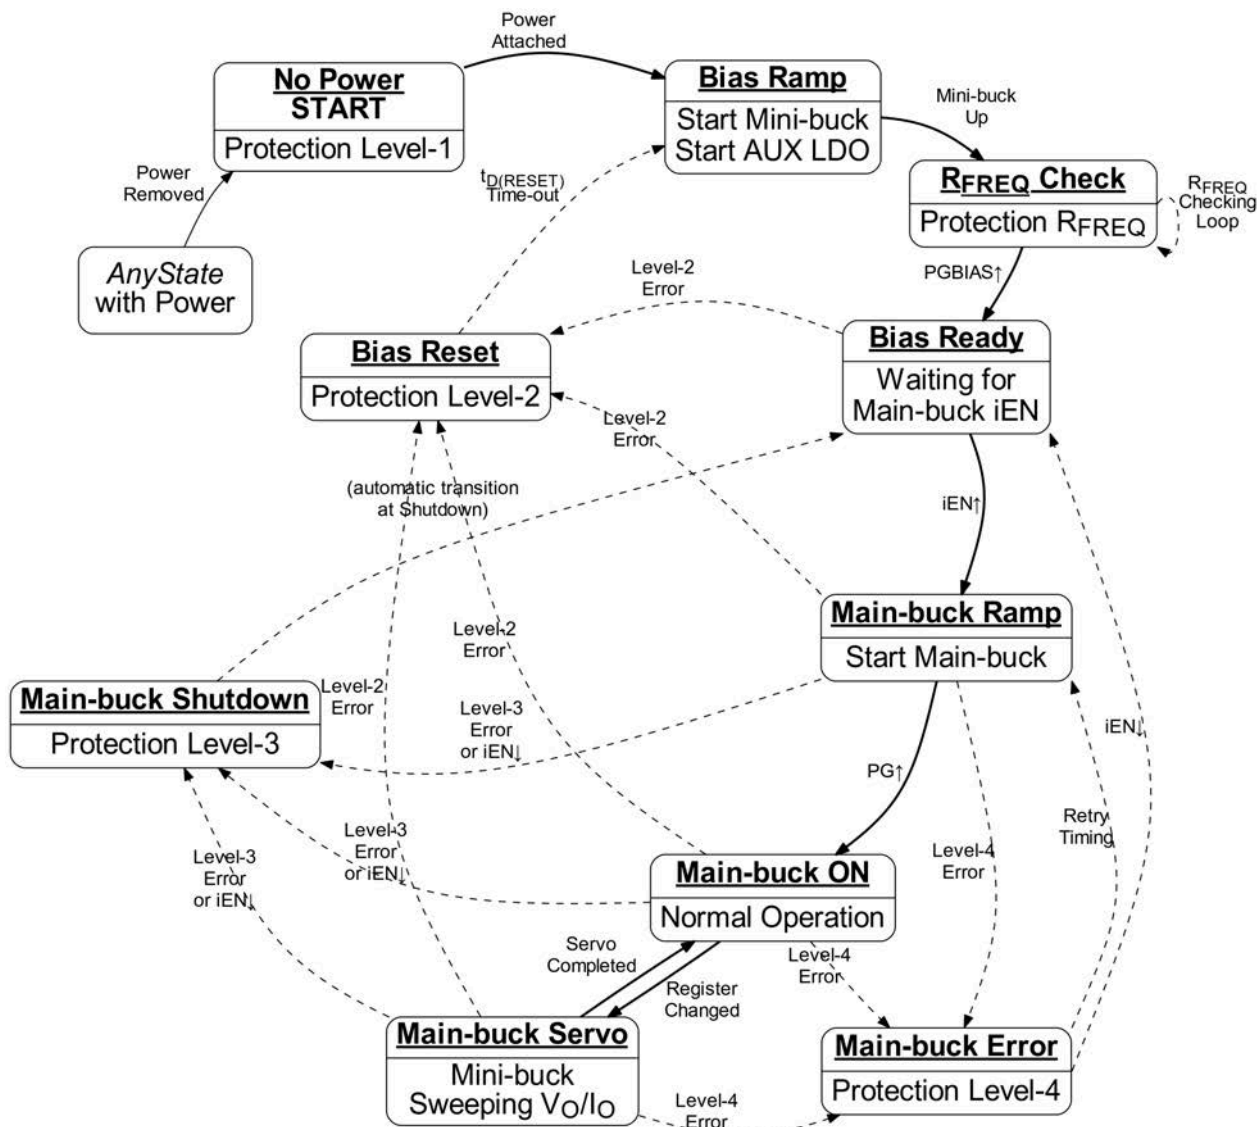 Power
Attached
No Power
START
Protection Level-1
Bias Ramp
Start Mini-buck
Start AUX LDO
Mini-buck
Up
Power
Removed
tD(RESET)
Time-out
RFREQ Check
Protection RFREQ
RFREQ
Checking
Loop
AnyState
with Power
Level-2
Error
PGBIAS↑
Bias Reset
Protection Level-2
Bias Ready
Waiting for
Main-buck iEN
Level-2
Error
(automatic transition
at Shutdown)
iEN↑
Main-buck Ramp
Start Main-buck
Level-2
Error
Main-buck Shutdown
Protection Level-3
Level-2
Error
Level-3
Error
or iEN↓
iEN↓
PG↑
Retry
Timing
Level-3
Error
or iEN↓
Level-3
Error
or iEN↓
Level-4
Error
Main-buck ON
Normal Operation
Servo
Completed
Level-4
Error
Register
Changed
Main-buck Servo
Mini-buck
Sweeping VO/IO
Main-buck Error
Protection Level-4
Level-4
Error